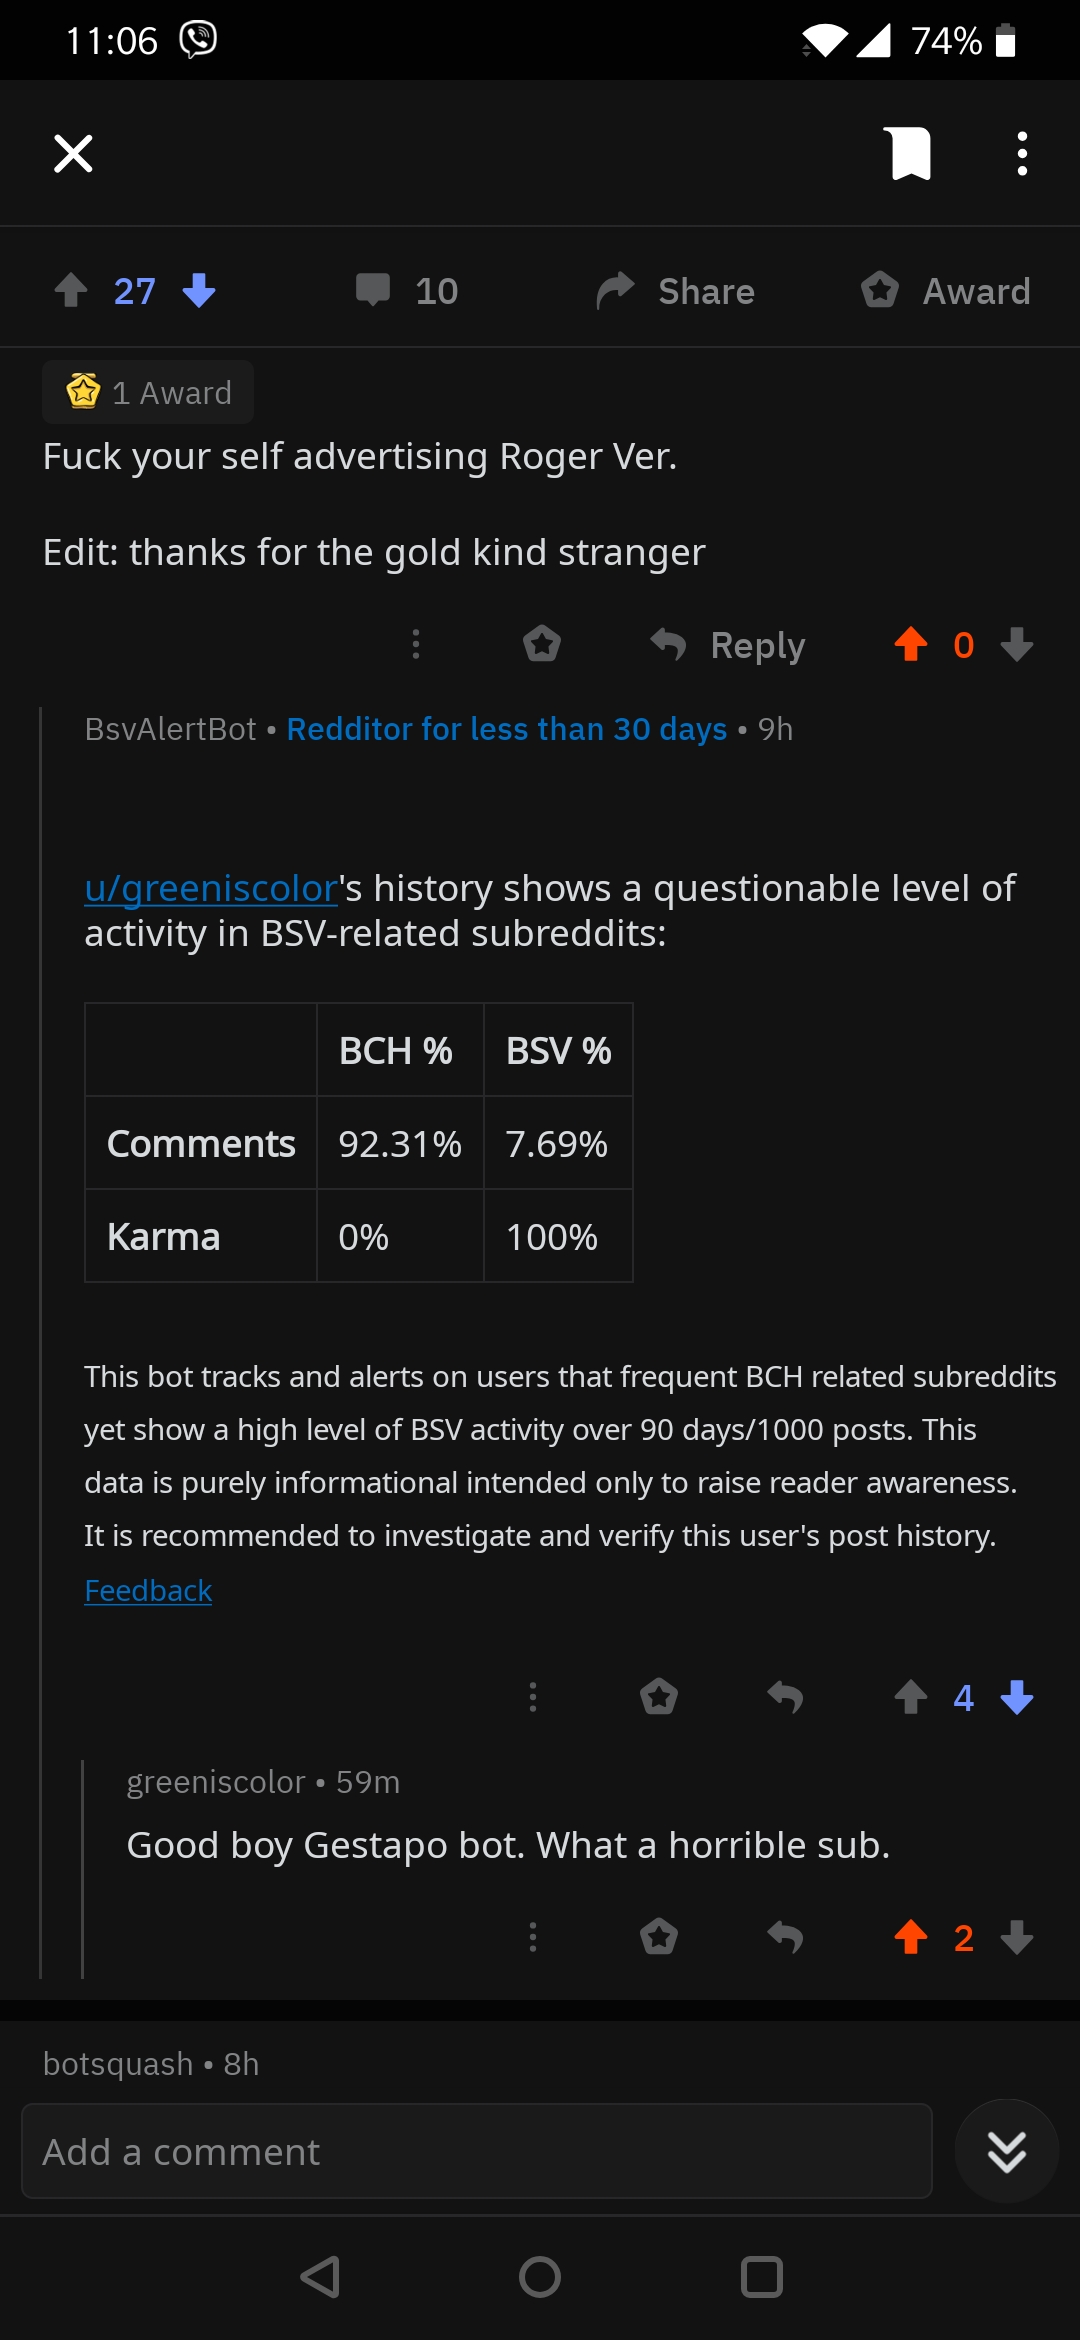 11:06
74%
27
10
Share
Award
1 Award
Fuck your self advertising Roger Ver.
Edit: thanks for the gold kind stranger
Reply
0
BsvAlertBot • Redditor for less than 30 days • 9h
u/greeniscolor's history shows a questionable level of
activity in BSV-related subreddits:
BCH % BSV %
Comments 92.31% 7.69%
Karma 0% 100%
This bot tracks and alerts on users that frequent BCH related subreddits
yet show a high level of BSV activity over 90 days/1000 posts. This
data is purely informational intended only to raise reader awareness.
It is recommended to investigate and verify this user's post history.
Feedback
4
greeniscolor • 59m
Good boy Gestapo bot. What a horrible sub.
2
botsquash • 8h
Add a comment